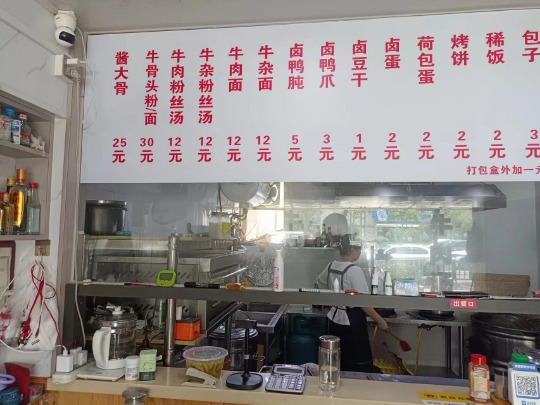 酱大骨 25元
牛骨头粉/面 30元
牛肉粉丝汤 12元
牛杂粉丝汤 12元
牛肉面 12元
牛杂面 12元
卤鸭肫 5元
卤鸭爪 3元
卤豆干 1元
卤蛋 2元
荷包蛋 2元
烤饼 2元
稀饭 2元
包子 3元
打包盒外加一元
出餐口